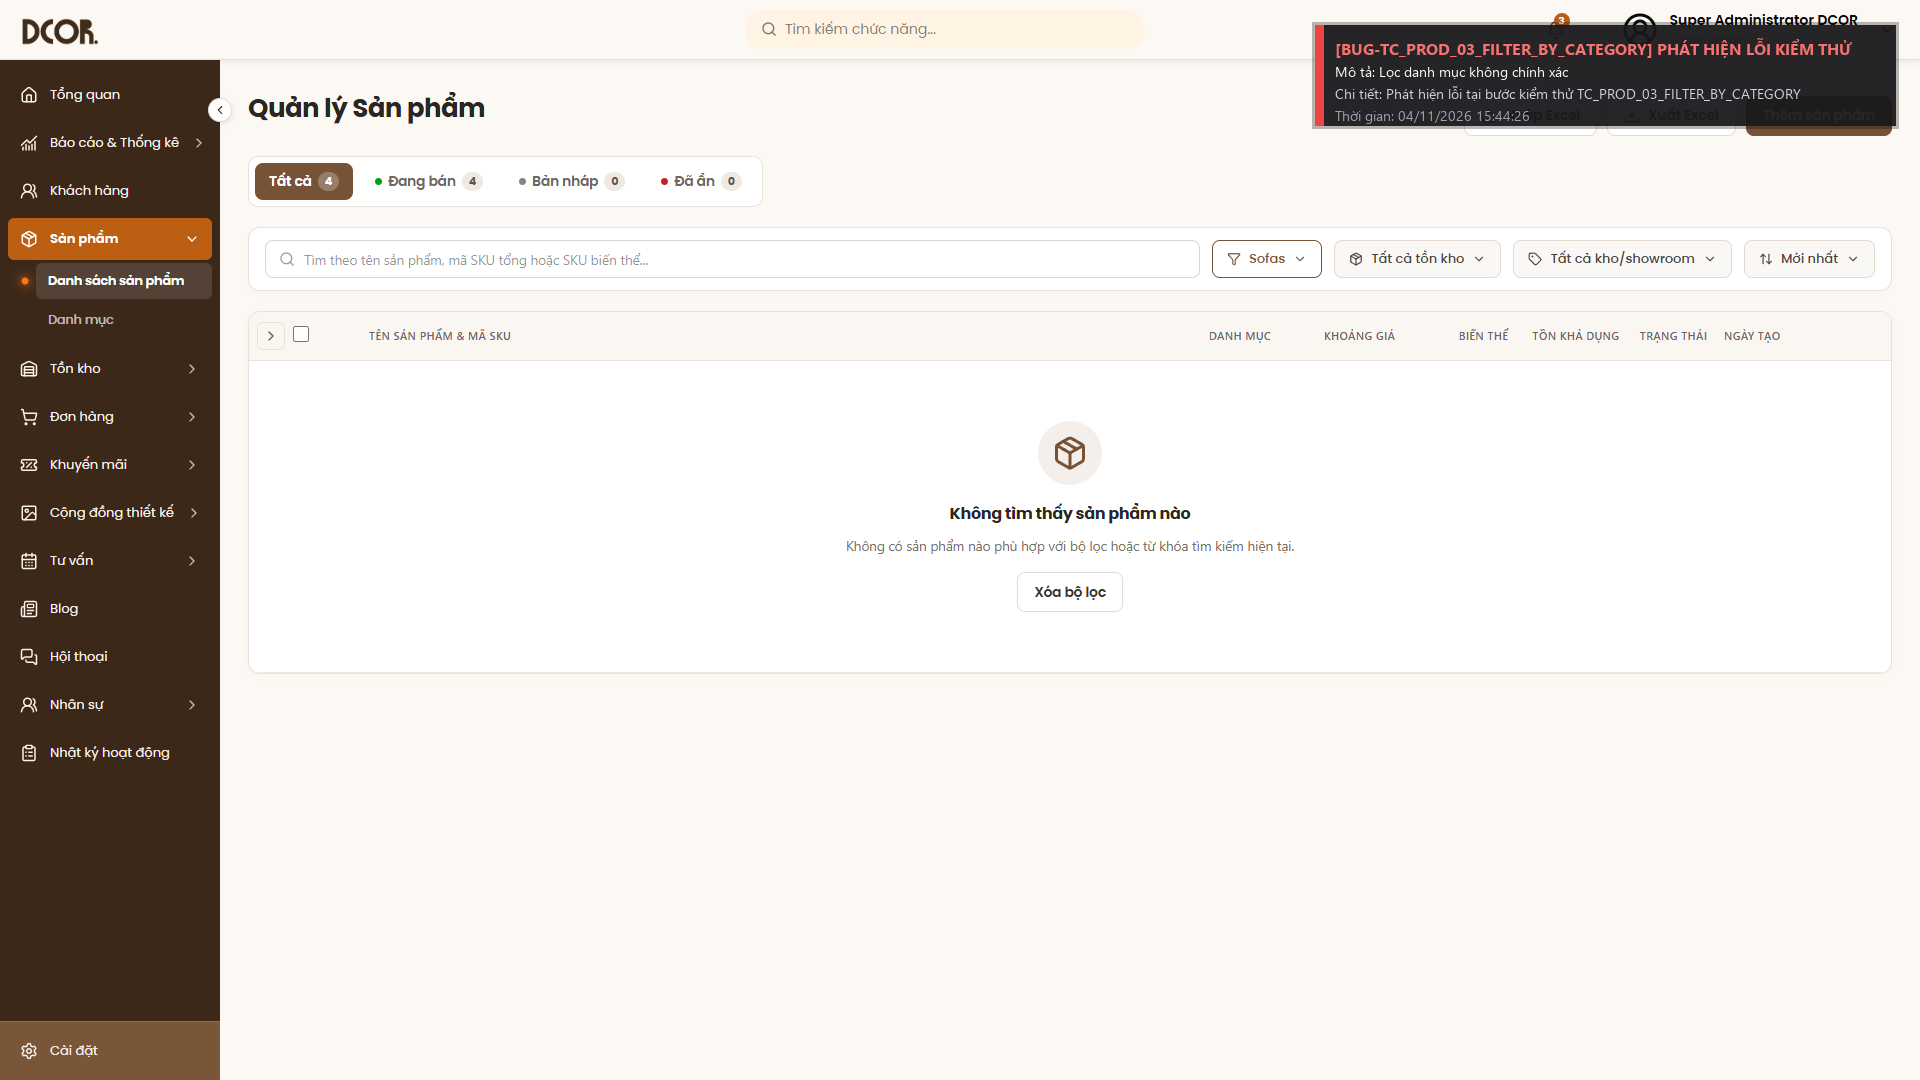 DCOR.
Tìm kiếm chức năng...
3
Super Administrator DCOR
[BUG-TC_PROD_03_FILTER_BY_CATEGORY] PHÁT HIỆN LỖI KIỂM THỬ
Mô tả: Lọc danh mục không chính xác
Chi tiết: Phát hiện lỗi tại bước kiểm thử TC_PROD_03_FILTER_BY_CATEGORY
Thời gian: 04/11/2026 15:44:26
Excel
Xuất Excel
Thêm sản phẩm
Tổng quan
Báo cáo & Thống kê
Khách hàng
Sản phẩm
Danh sách sản phẩm
Danh mục
Tồn kho
Đơn hàng
Khuyến mãi
Cộng đồng thiết kế
Tư vấn
Blog
Hội thoại
Nhân sự
Nhật ký hoạt động
Cài đặt
Quản lý Sản phẩm
Tất cả 4
Đang bán 4
Bản nháp 0
Đã ẩn 0
Tìm theo tên sản phẩm, mã SKU tổng hoặc SKU biến thể...
Sofas
Tất cả tồn kho
Tất cả kho/showroom
Mới nhất
TÊN SẢN PHẨM & MÃ SKU
DANH MỤC
KHOẢNG GIÁ
BIẾN THỂ
TỒN KHẢ DỤNG
TRẠNG THÁI
NGÀY TẠO
Không tìm thấy sản phẩm nào
Không có sản phẩm nào phù hợp với bộ lọc hoặc từ khóa tìm kiếm hiện tại.
Xóa bộ lọc